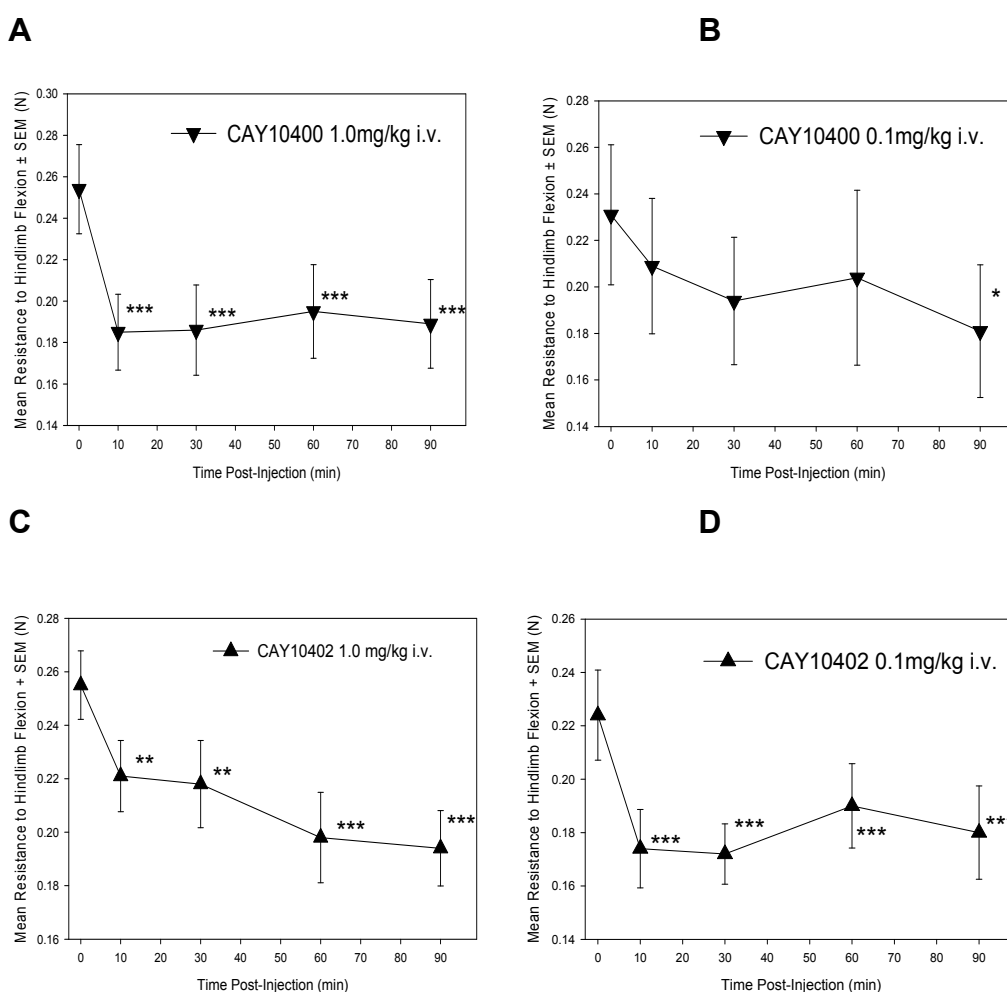 A
B
Mean Resistance to Hindlimb Flexion ± SEM (N)
0.30
0.28
0.26
0.24
0.22
0.20
0.18
0.16
0.14
CAY10400 1.0mg/kg i.v.
***
***
***
***
0 10 20 30 40 50 60 70 80 90
Time Post-Injection (min)
Mean Resistance to Hindlimb Flexion ± SEM (N)
0.28
0.26
0.24
0.22
0.20
0.18
0.16
0.14
CAY10400 0.1mg/kg i.v.
*
0 10 20 30 40 50 60 70 80 90
Time Post-Injection (min)
C
D
Mean Resistance to Hindlimb Flexion + SEM (N)
0.28
0.26
0.24
0.22
0.20
0.18
0.16
CAY10402 1.0 mg/kg i.v.
**
**
***
***
0 10 20 30 40 50 60 70 80 90
Time Post-Injection (min)
Mean Resistance to Hindlimb Flexion + SEM (N)
0.26
0.24
0.22
0.20
0.18
0.16
0.14
CAY10402 0.1mg/kg i.v.
***
***
***
**
0 10 20 30 40 50 60 70 80 90
Time Post-Injection (min)